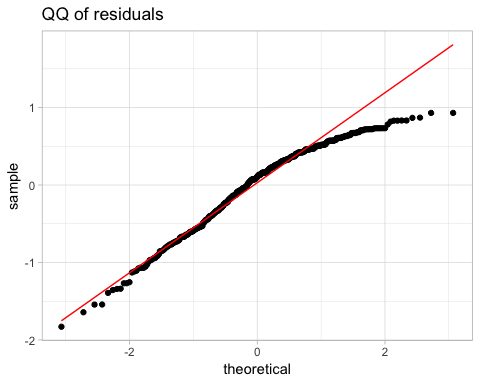 QQ of residuals
1
0
-1
-2
sample
-2
0
2
theoretical